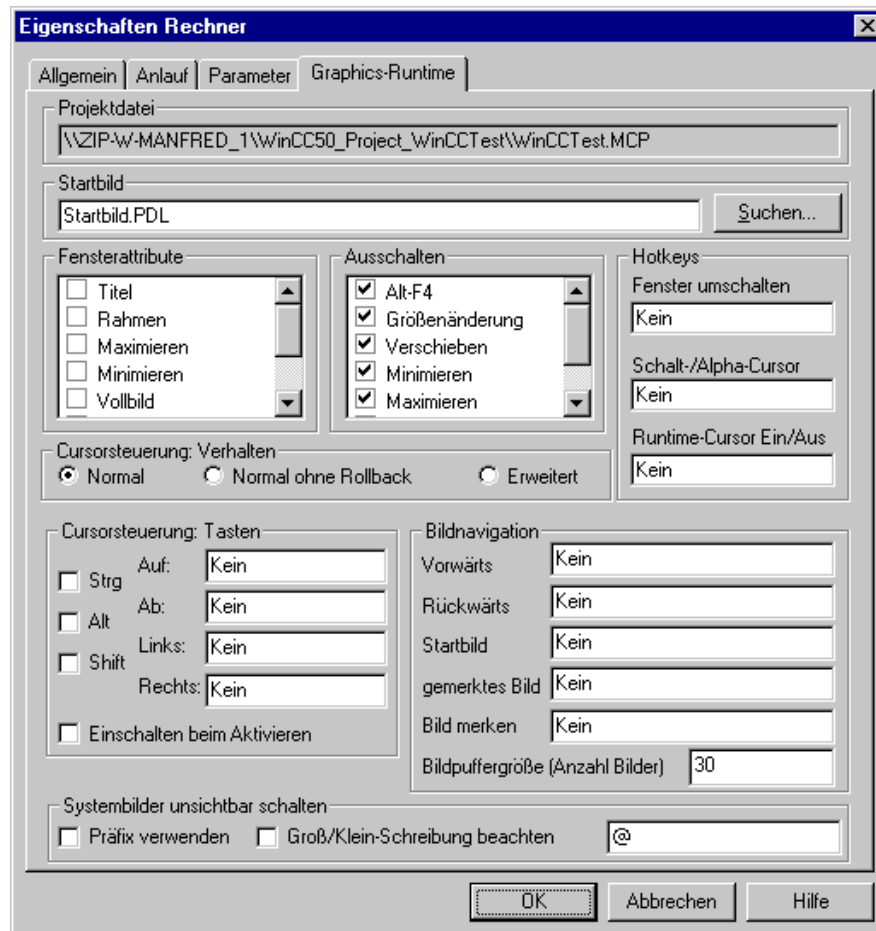 Eigenschaften Rechner
Allgemein Anlauf Parameter Graphics-Runtime
Projektdatei
\\ZIP-W-MANFRED_1\WinCC50_Project_WinCCTest\WinCCTest.MCP
Startbild
Startbild.PDL Suchen...
Fensterattribute
Titel
Rahmen
Maximieren
Minimieren
Vollbild
Ausschalten
Alt-F4
Größenänderung
Verschieben
Minimieren
Maximieren
Hotkeys
Fenster umschalten
Kein
Schalt-/Alpha-Cursor
Kein
Runtime-Cursor Ein/Aus
Kein
Cursorsteuerung: Verhalten
Normal Normal ohne Rollback Erweitert
Cursorsteuerung: Tasten
Strg
Alt
Shift
Auf: Kein
Ab: Kein
Links: Kein
Rechts: Kein
Einschalten beim Aktivieren
Bildnavigation
Vorwärts Kein
Rückwärts Kein
Startbild Kein
gemerktes Bild Kein
Bild merken Kein
Bildpuffergröße (Anzahl Bilder) 30
Systembilder unsichtbar schalten
Präfix verwenden Groß/Klein-Schreibung beachten @
OK Abbrechen Hilfe